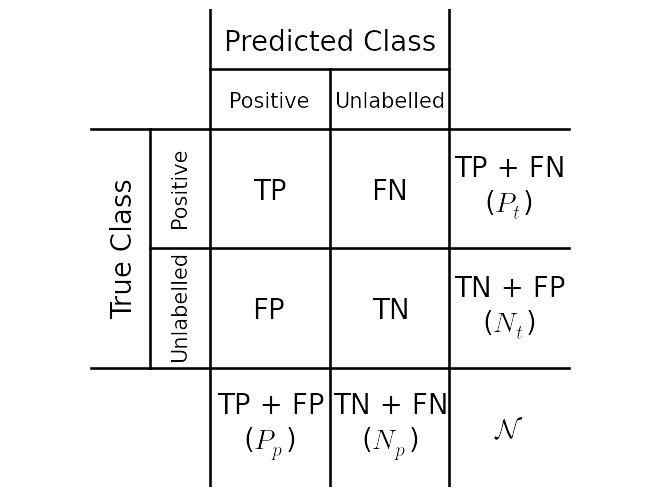 Predicted Class
Positive
Unlabelled
True Class
Positive
TP
FN
TP + FN
(P_t)
Unlabelled
FP
TN
TN + FP
(N_t)
TP + FP
(P_p)
TN + FN
(N_p)
𝒩